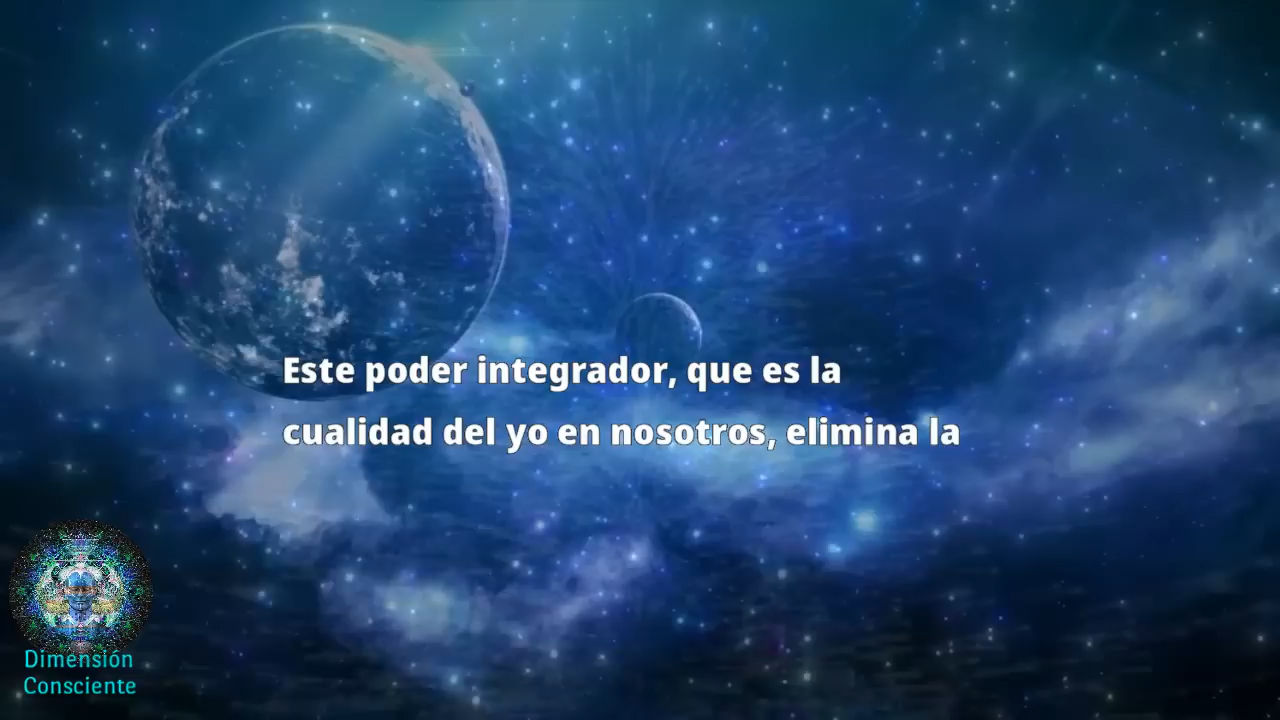 Este poder integrador, que es la
cualidad del yo en nosotros, elimina la
Dimensión
Consciente